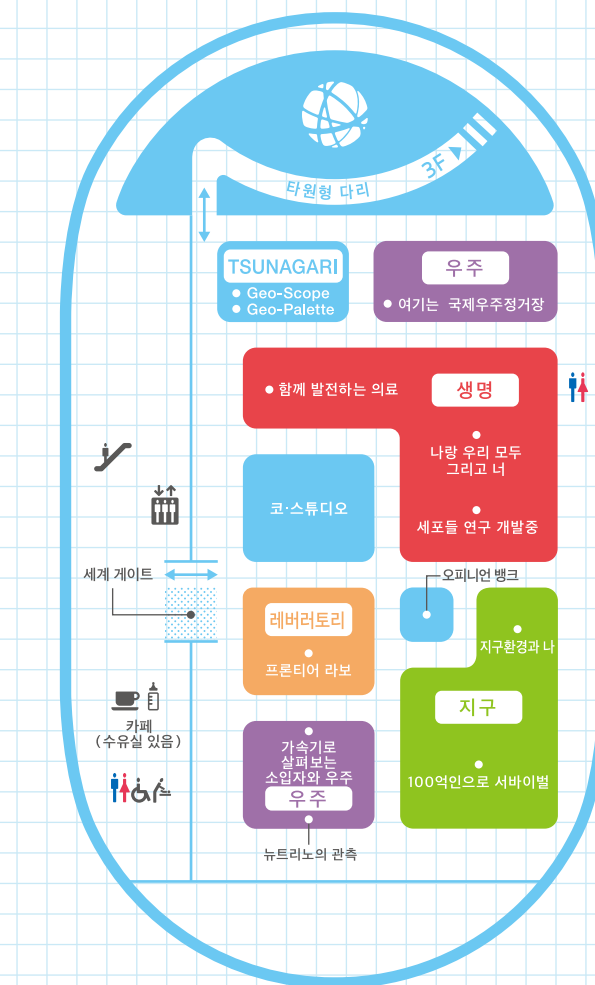 3F
타원형 다리
TSUNAGARI
● Geo-Scope
● Geo-Palette
우주
● 여기는 국제우주정거장
● 함께 발전하는 의료
생명
나랑 우리 모두
그리고 너
세포들 연구 개발중
코·스튜디오
세계 게이트
오피니언 뱅크
레버러토리
프론티어 라보
지구환경과 나
지구
100억인으로 서바이벌
카페
(수유실 있음)
가속기로
살펴보는
소입자와 우주
우주
뉴트리노의 관측